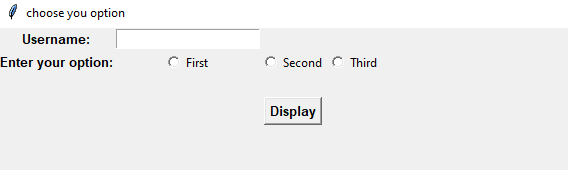 choose you option
Username:
Enter your option: First Second Third
Display